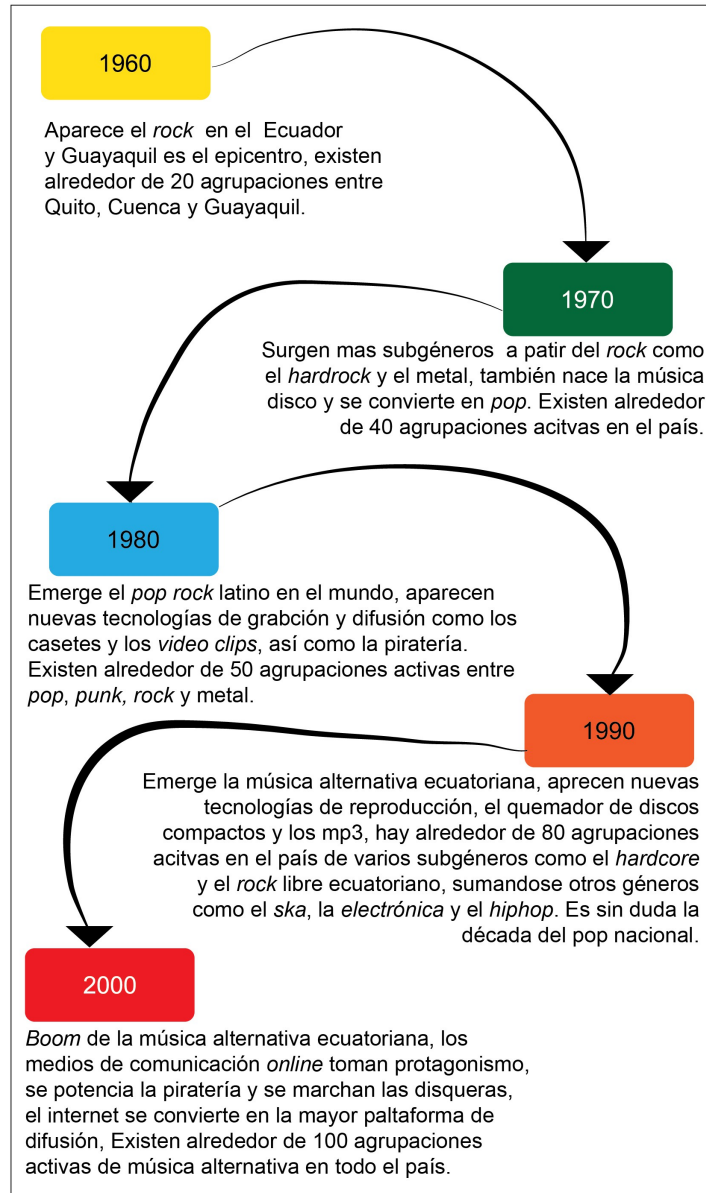 1960
Aparece el rock en el Ecuador
y Guayaquil es el epicentro, existen
alrededor de 20 agrupaciones entre
Quito, Cuenca y Guayaquil.
1970
Surgen mas subgéneros a patir del rock como
el hardrock y el metal, también nace la música
disco y se convierte en pop. Existen alrededor
de 40 agrupaciones acitvas en el país.
1980
Emerge el pop rock latino en el mundo, aparecen
nuevas tecnologías de grabción y difusión como los
casetes y los video clips, así como la piratería.
Existen alrededor de 50 agrupaciones activas entre
pop, punk, rock y metal.
1990
Emerge la música alternativa ecuatoriana, aprecen nuevas
tecnologías de reproducción, el quemador de discos
compactos y los mp3, hay alrededor de 80 agrupaciones
acitvas en el país de varios subgéneros como el hardcore
y el rock libre ecuatoriano, sumandose otros géneros
como el ska, la electrónica y el hiphop. Es sin duda la
década del pop nacional.
2000
Boom de la música alternativa ecuatoriana, los
medios de comunicación online toman protagonismo,
se potencia la piratería y se marchan las disqueras,
el internet se convierte en la mayor paltaforma de
difusión, Existen alrededor de 100 agrupaciones
activas de música alternativa en todo el país.